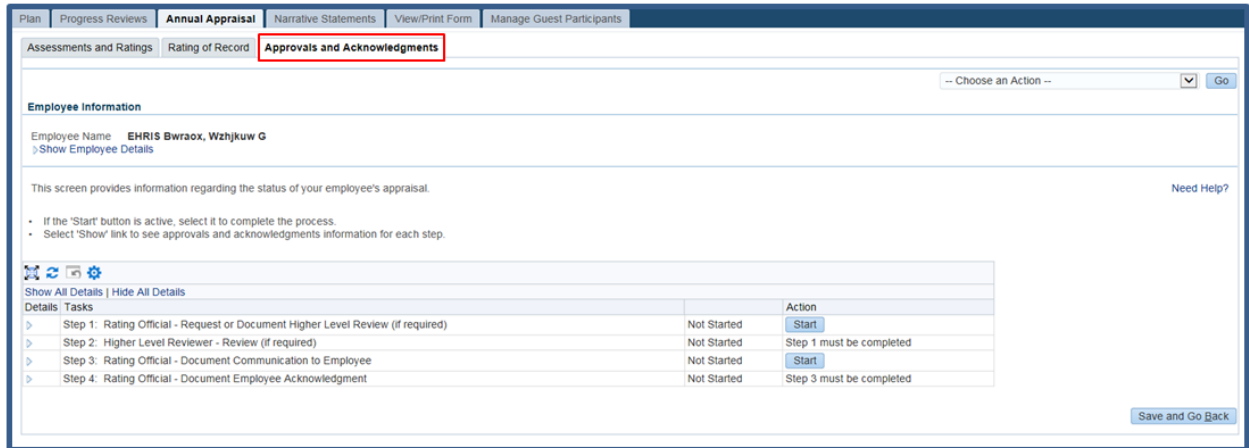 Plan Progress Reviews Annual Appraisal Narrative Statements View/Print Form Manage Guest Participants
Assessments and Ratings Rating of Record Approvals and Acknowledgments
-- Choose an Action -- Go
Employee Information
Employee Name EHRIS Bwraox, Wzhjkuw G
Show Employee Details
This screen provides information regarding the status of your employee's appraisal. Need Help?
• If the 'Start' button is active, select it to complete the process.
• Select 'Show' link to see approvals and acknowledgments information for each step.
Show All Details | Hide All Details
Details Tasks Action
Step 1: Rating Official - Request or Document Higher Level Review (if required) Not Started Start
Step 2: Higher Level Reviewer - Review (if required) Not Started Step 1 must be completed
Step 3: Rating Official - Document Communication to Employee Not Started Start
Step 4: Rating Official - Document Employee Acknowledgment Not Started Step 3 must be completed
Save and Go Back